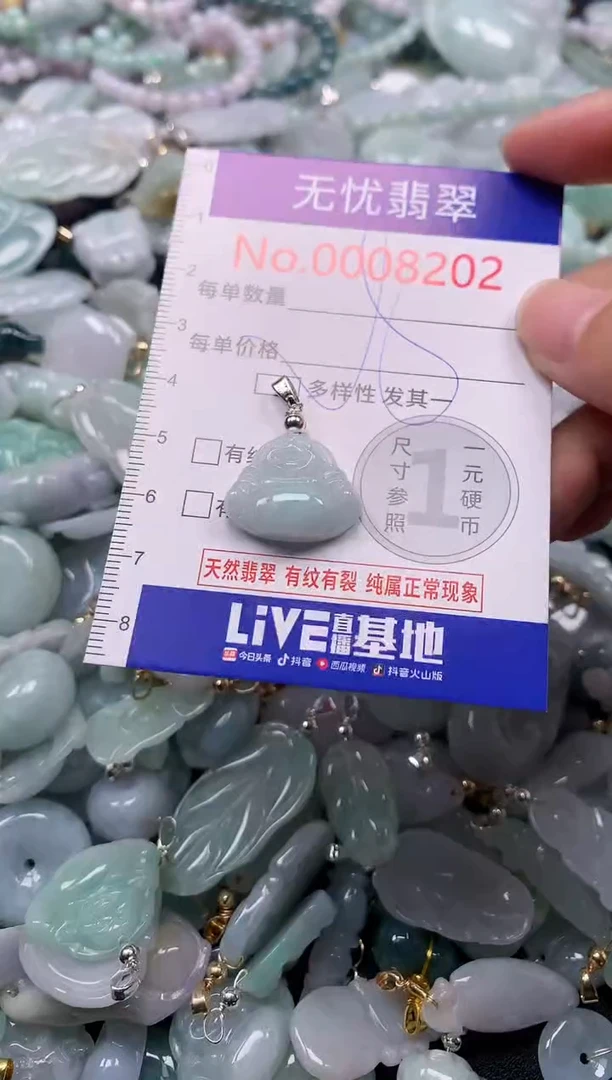 0
1
无忧翡翠
No.0008202
2
每单数量
3
每单价格
4
多样性 发其一
5
有纹
尺寸参照
1
一元硬币
6
7
天然翡翠 有纹有裂 纯属正常现象
8
LiVE直播基地
今日头条 抖音 西瓜视频 抖音火山版